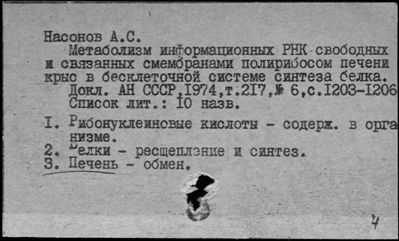 Насонов А.С.
Метаболизм информационных РНК свободных
и связанных смембранами полирибосом печени
крыс в бесклеточной системе синтеза белка.
Докл. АН СССР,1974,т.217,№ 6,с.1203-1206
Список лит.: 10 назв.
1. Рибонуклеиновые кислоты - содерж. в орга
низме.
2. Белки - расщепление и синтез.
3. Печень - обмен.